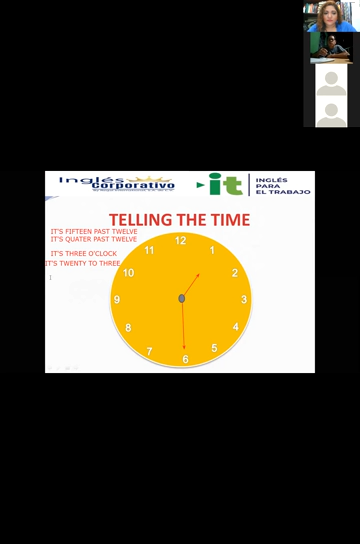 Inglés
Corporativo
it
INGLÉS
PARA
EL TRABAJO
TELLING THE TIME
IT'S FIFTEEN PAST TWELVE
IT'S QUATER PAST TWELVE
IT'S THREE O'CLOCK
IT'S TWENTY TO THREE
12
11
1
10
2
9
3
8
4
7
5
6